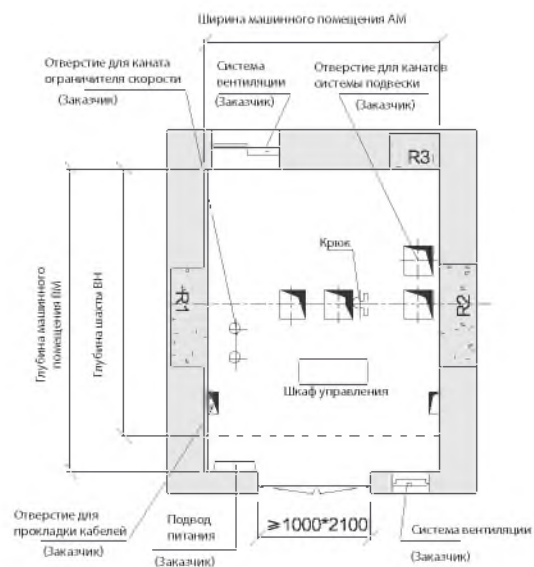 Ширина машинного помещения AM
Отверстие для каната
ограничителя скорости
(Заказчик)
Система
вентиляции
(Заказчик)
Отверстие для канатов
системы подвески
(Заказчик)
R3
Крюк
R1
R2
Глубина машинного
помещения BM
Глубина шахты BH
Шкаф управления
Отверстие для
прокладки кабелей
(Заказчик)
Подвод
питания
(Заказчик)
≥1000*2100
Система вентиляции
(Заказчик)